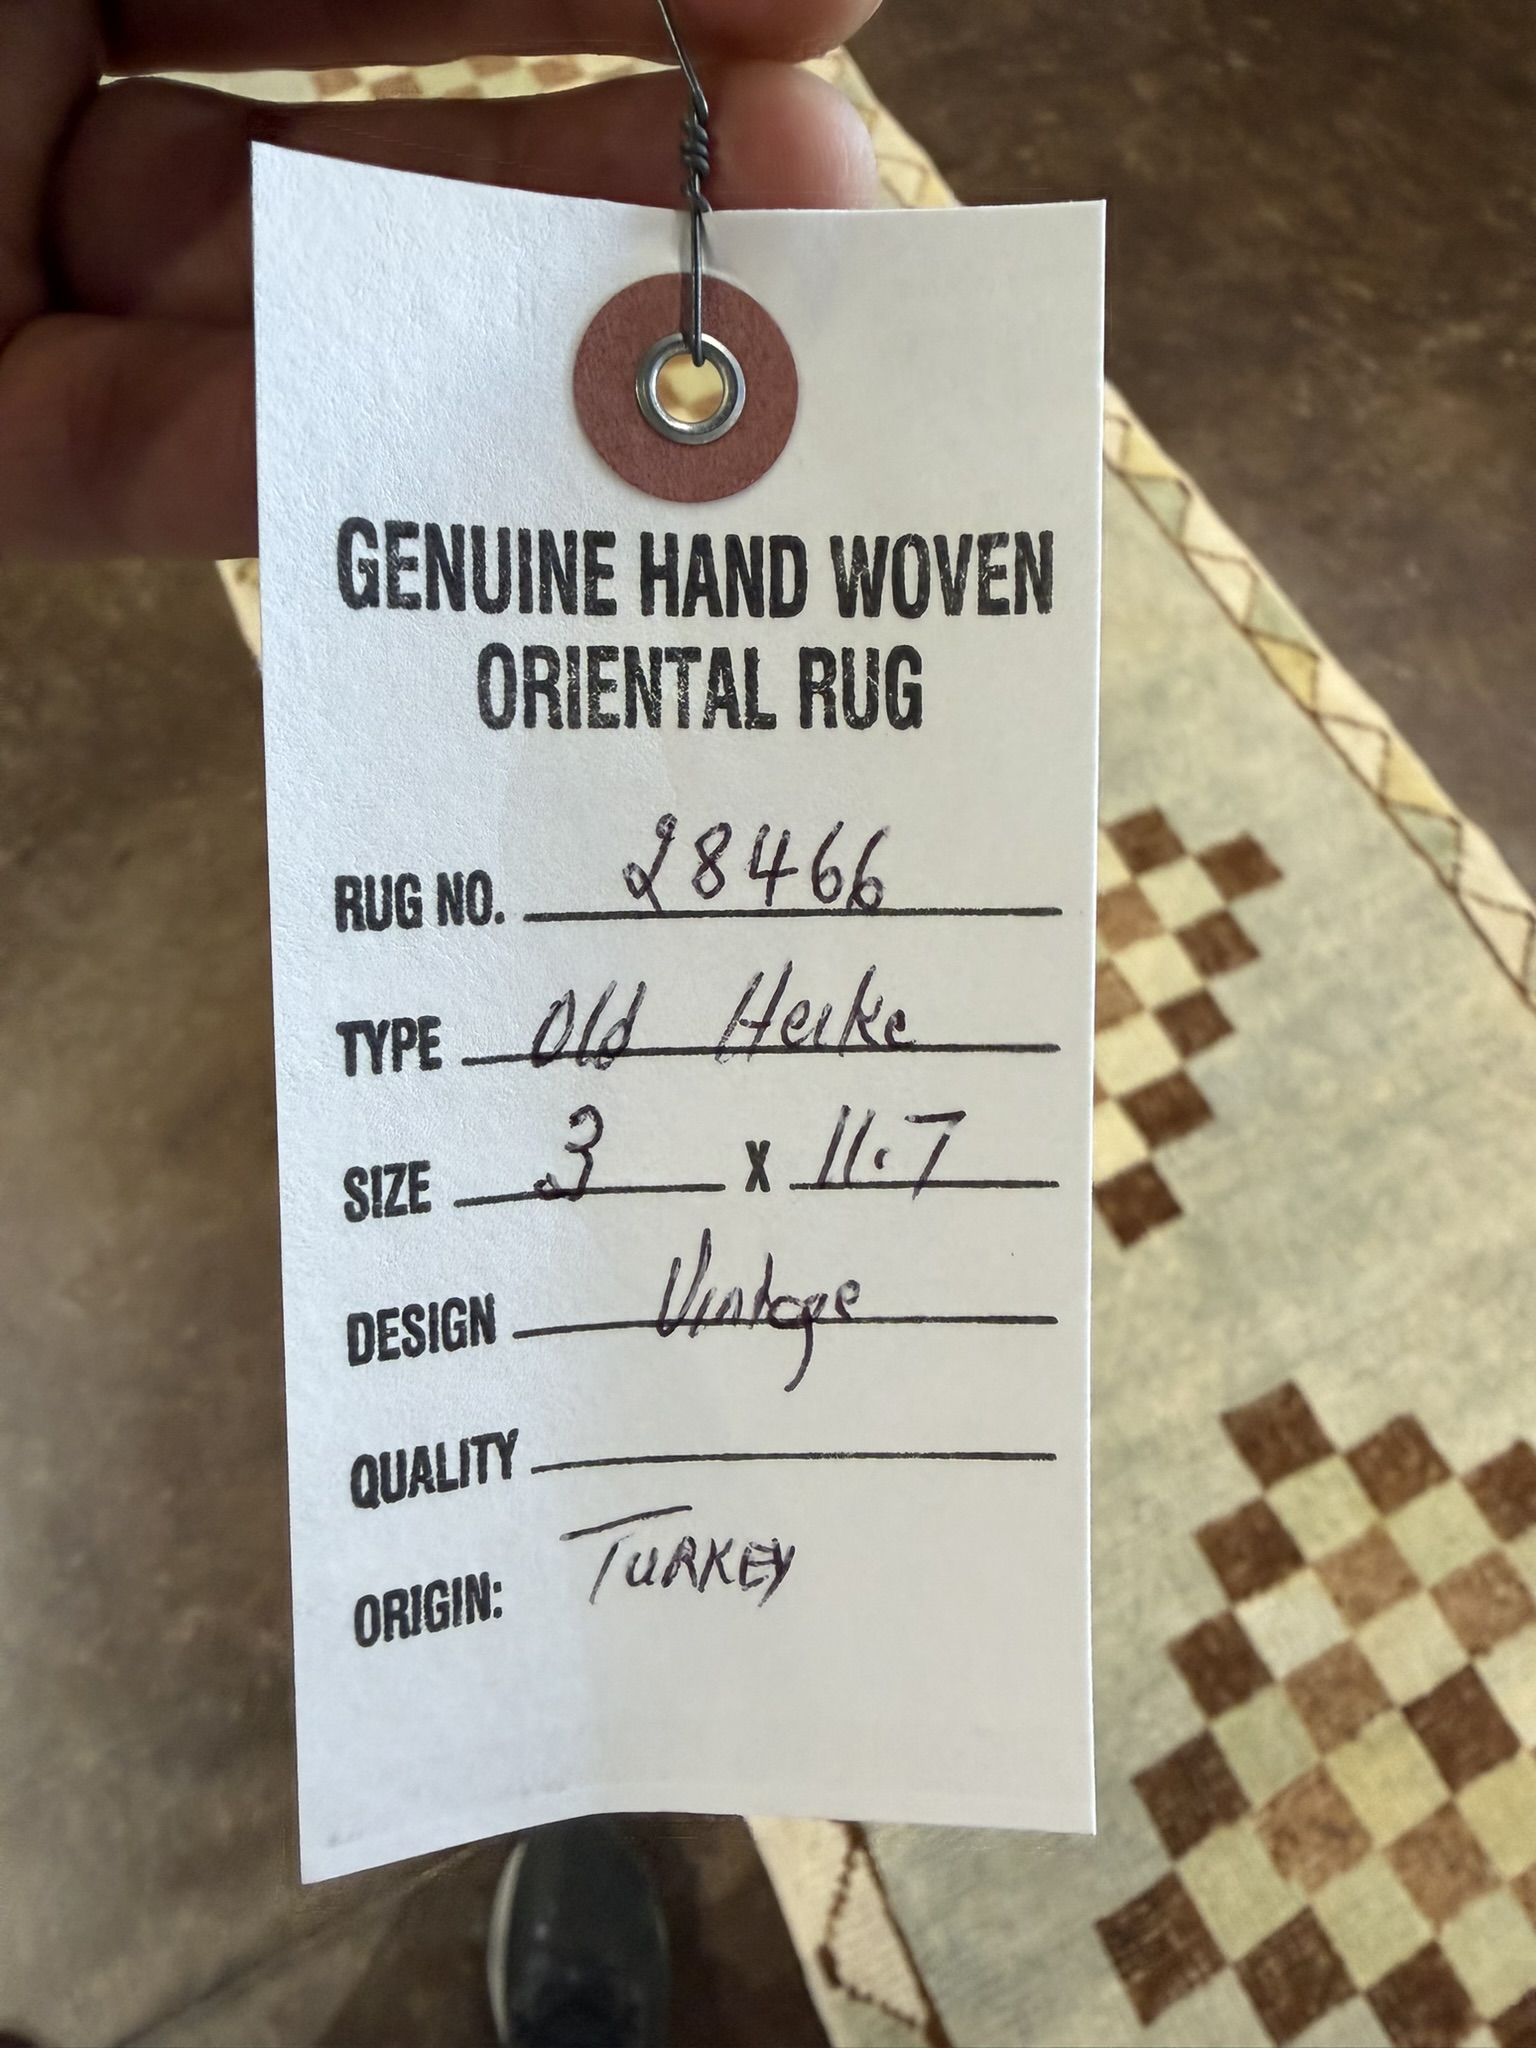 GENUINE HAND WOVEN
ORIENTAL RUG
RUG NO. 28466
TYPE Old Heike
SIZE 3 X 11.7
DESIGN Vintage
QUALITY
ORIGIN: TURKEY